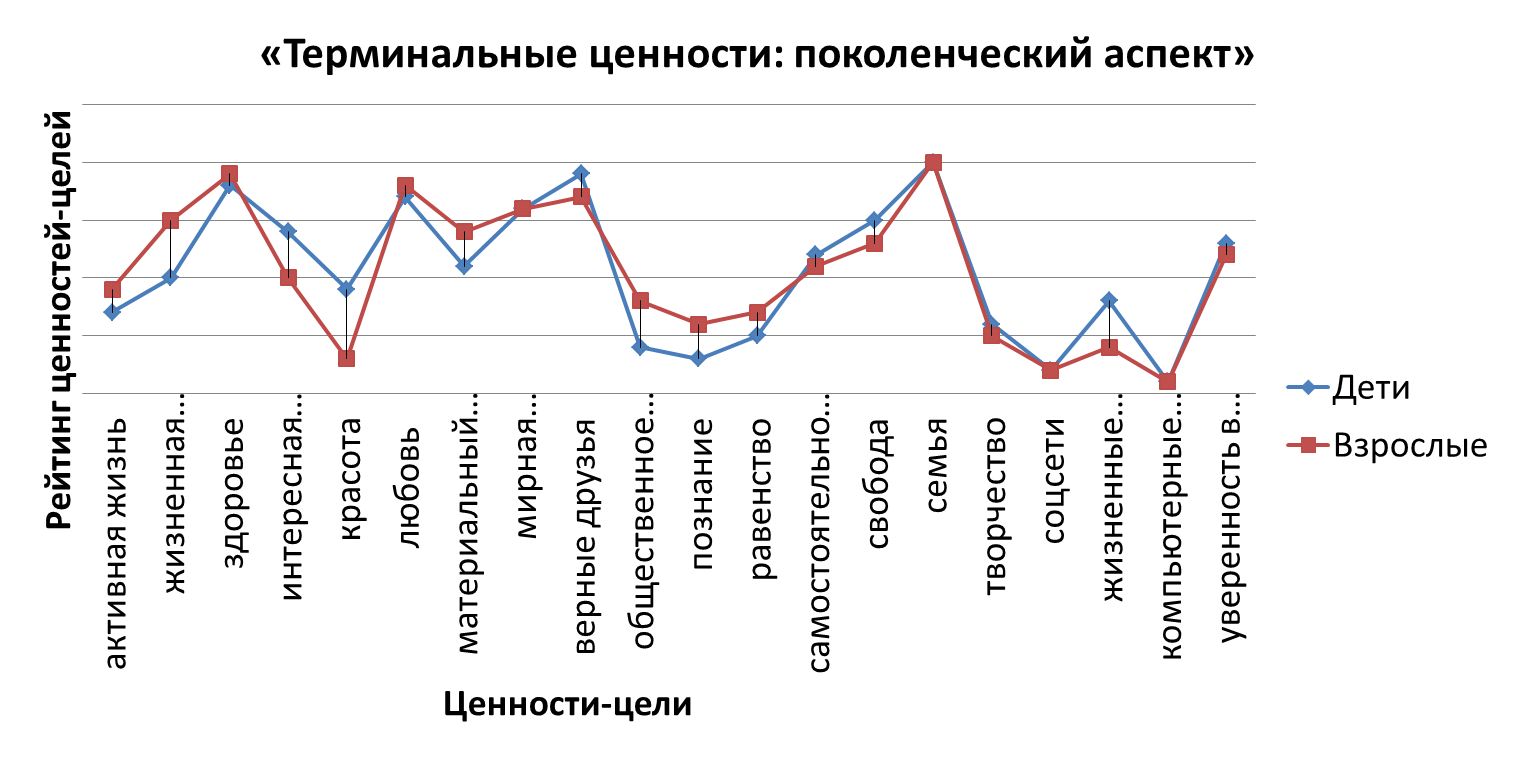 «Терминальные ценности: поколенческий аспект»
Рейтинг ценностей-целей
активная жизнь
жизненная...
здоровье
интересная...
красота
любовь
материальный...
мирная...
верные друзья
общественное...
познание
равенство
самостоятельно...
свобода
семья
творчество
соцсети
жизненные...
компьютерные...
уверенность в...
Ценности-цели
Дети
Взрослые